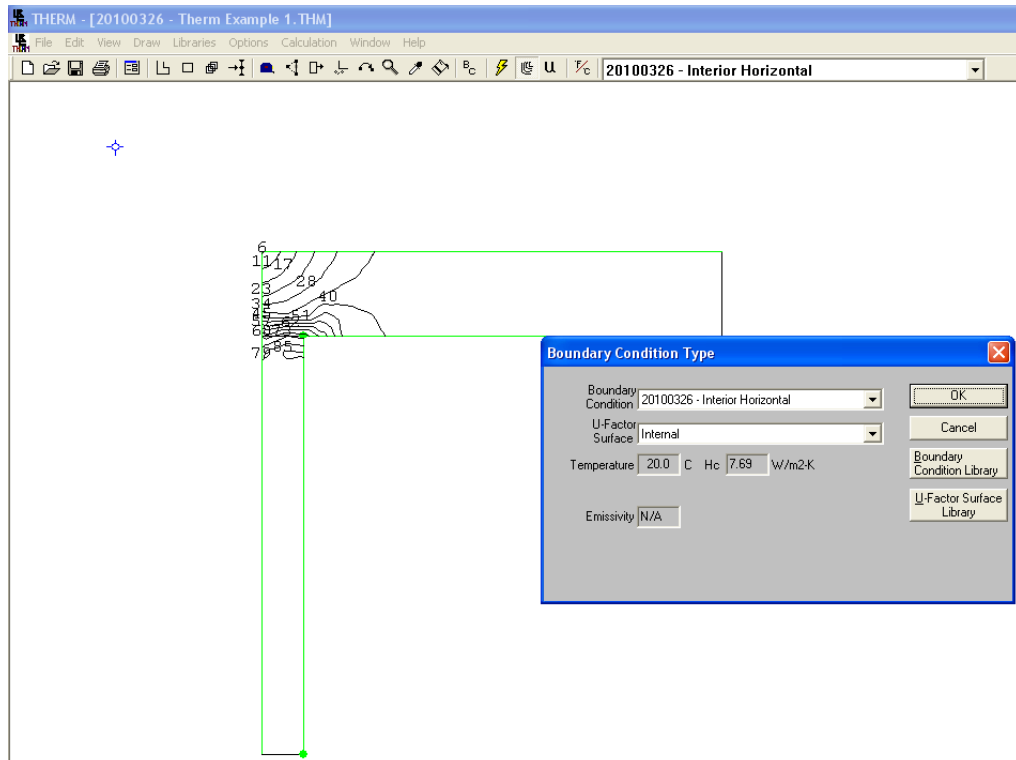 THERM - [20100326 - Therm Example 1.THM]
File Edit View Draw Libraries Options Calculation Window Help
20100326 - Interior Horizontal
6
11 17
28
23
40
34
51
79 85
Boundary Condition Type
Boundary Condition 20100326 - Interior Horizontal
OK
U-Factor Surface Internal
Cancel
Temperature 20.0 C Hc 7.69 W/m2-K
Boundary Condition Library
Emissivity N/A
U-Factor Surface Library